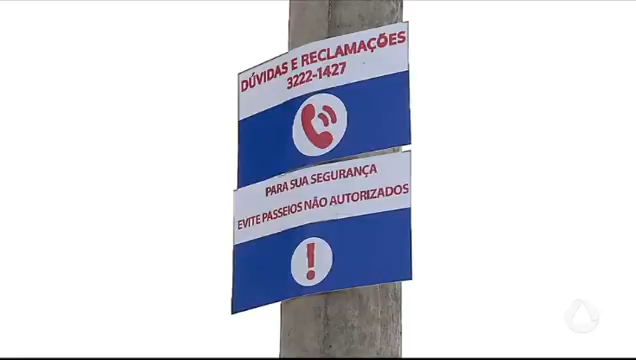 DÚVIDAS E RECLAMAÇÕES
3222-1427
PARA SUA SEGURANÇA
EVITE PASSEIOS NÃO AUTORIZADOS
!